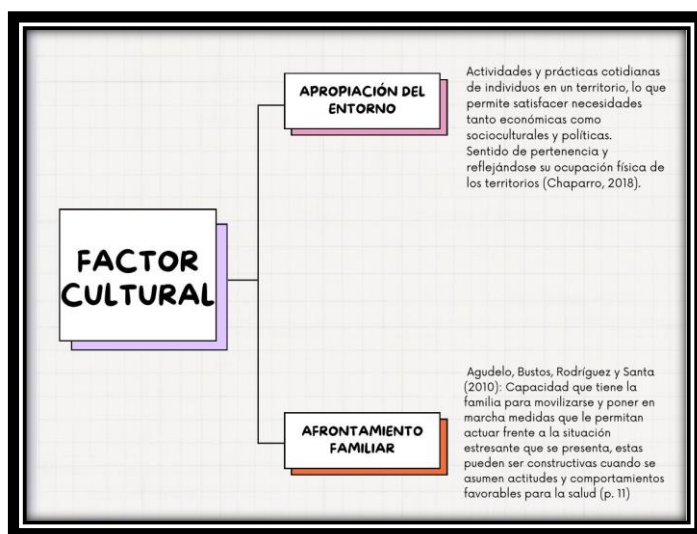 FACTOR
CULTURAL
APROPIACIÓN DEL
ENTORNO
Actividades y prácticas cotidianas
de individuos en un territorio, lo que
permite satisfacer necesidades
tanto económicas como
socioculturales y políticas.
Sentido de pertenencia y
reflejándose su ocupación física de
los territorios (Chaparro, 2018).
AFRONTAMIENTO
FAMILIAR
Agudelo, Bustos, Rodríguez y Santa
(2010): Capacidad que tiene la
familia para movilizarse y poner en
marcha medidas que le permitan
actuar frente a la situación
estresante que se presenta, estas
pueden ser constructivas cuando se
asumen actitudes y comportamientos
favorables para la salud (p. 11)